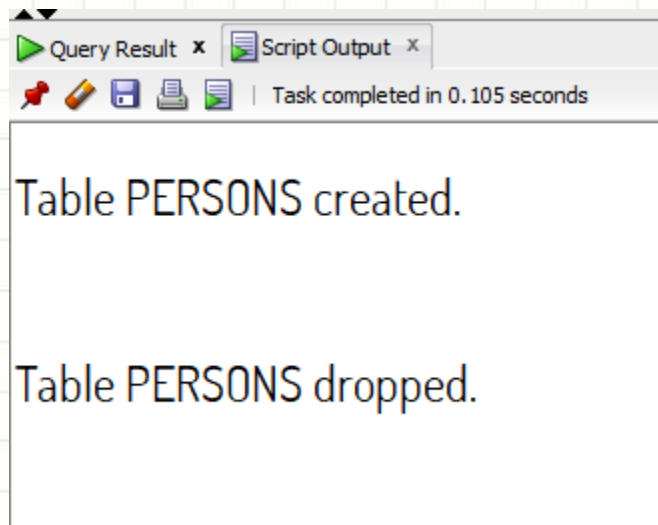 Query Result x Script Output x
Task completed in 0.105 seconds
Table PERSONS created.
Table PERSONS dropped.